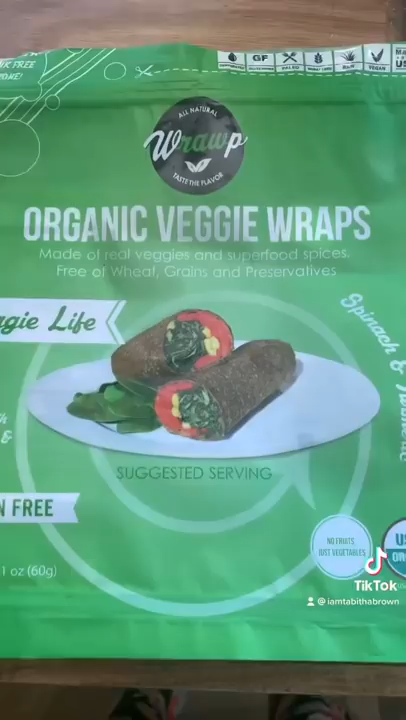 FREE
GF
VEGAN
ALL NATURAL
Wrawp
TASTE THE FLAVOR
ORGANIC VEGGIE WRAPS
Made of real veggies and superfood spices.
Free of Wheat, Grains and Preservatives
gie Life
Spinach &
&
SUGGESTED SERVING
N FREE
NO FRUITS,
JUST VEGETABLES
1 oz (60g)
TikTok
@iamtabithabrown